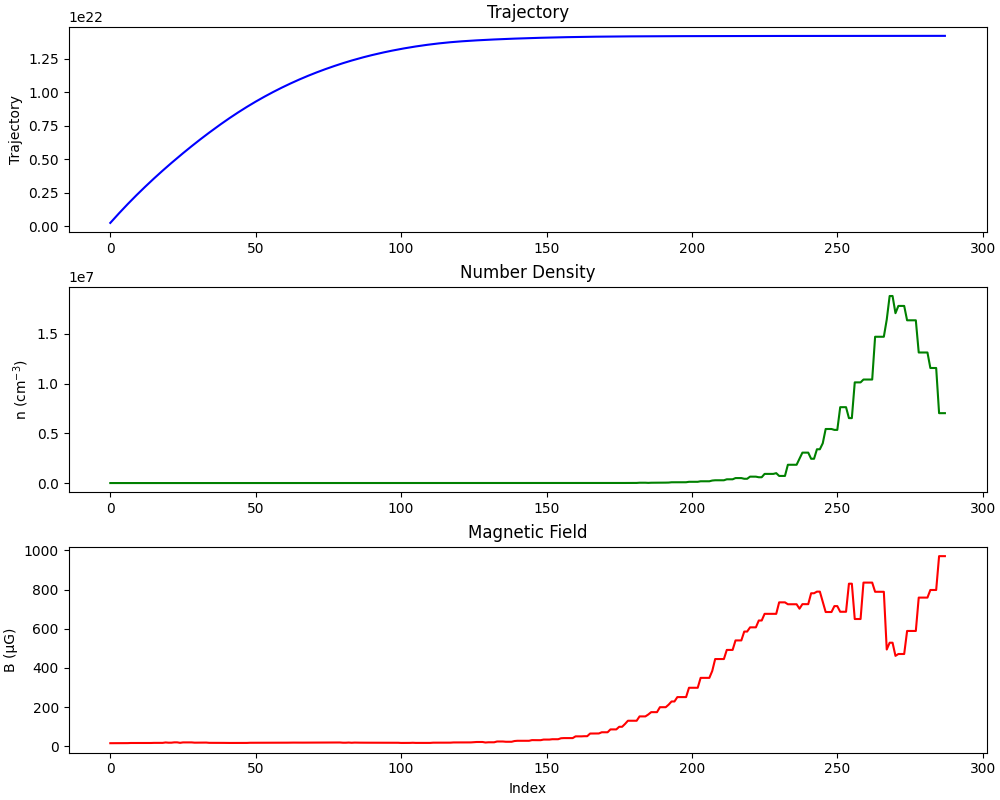 Trajectory
1e22
Trajectory
1.25
1.00
0.75
0.50
0.25
0.00
0 50 100 150 200 250 300
Number Density
1e7
n (cm⁻³)
1.5
1.0
0.5
0.0
0 50 100 150 200 250 300
Magnetic Field
B (μG)
1000
800
600
400
200
0
0 50 100 150 200 250 300
Index